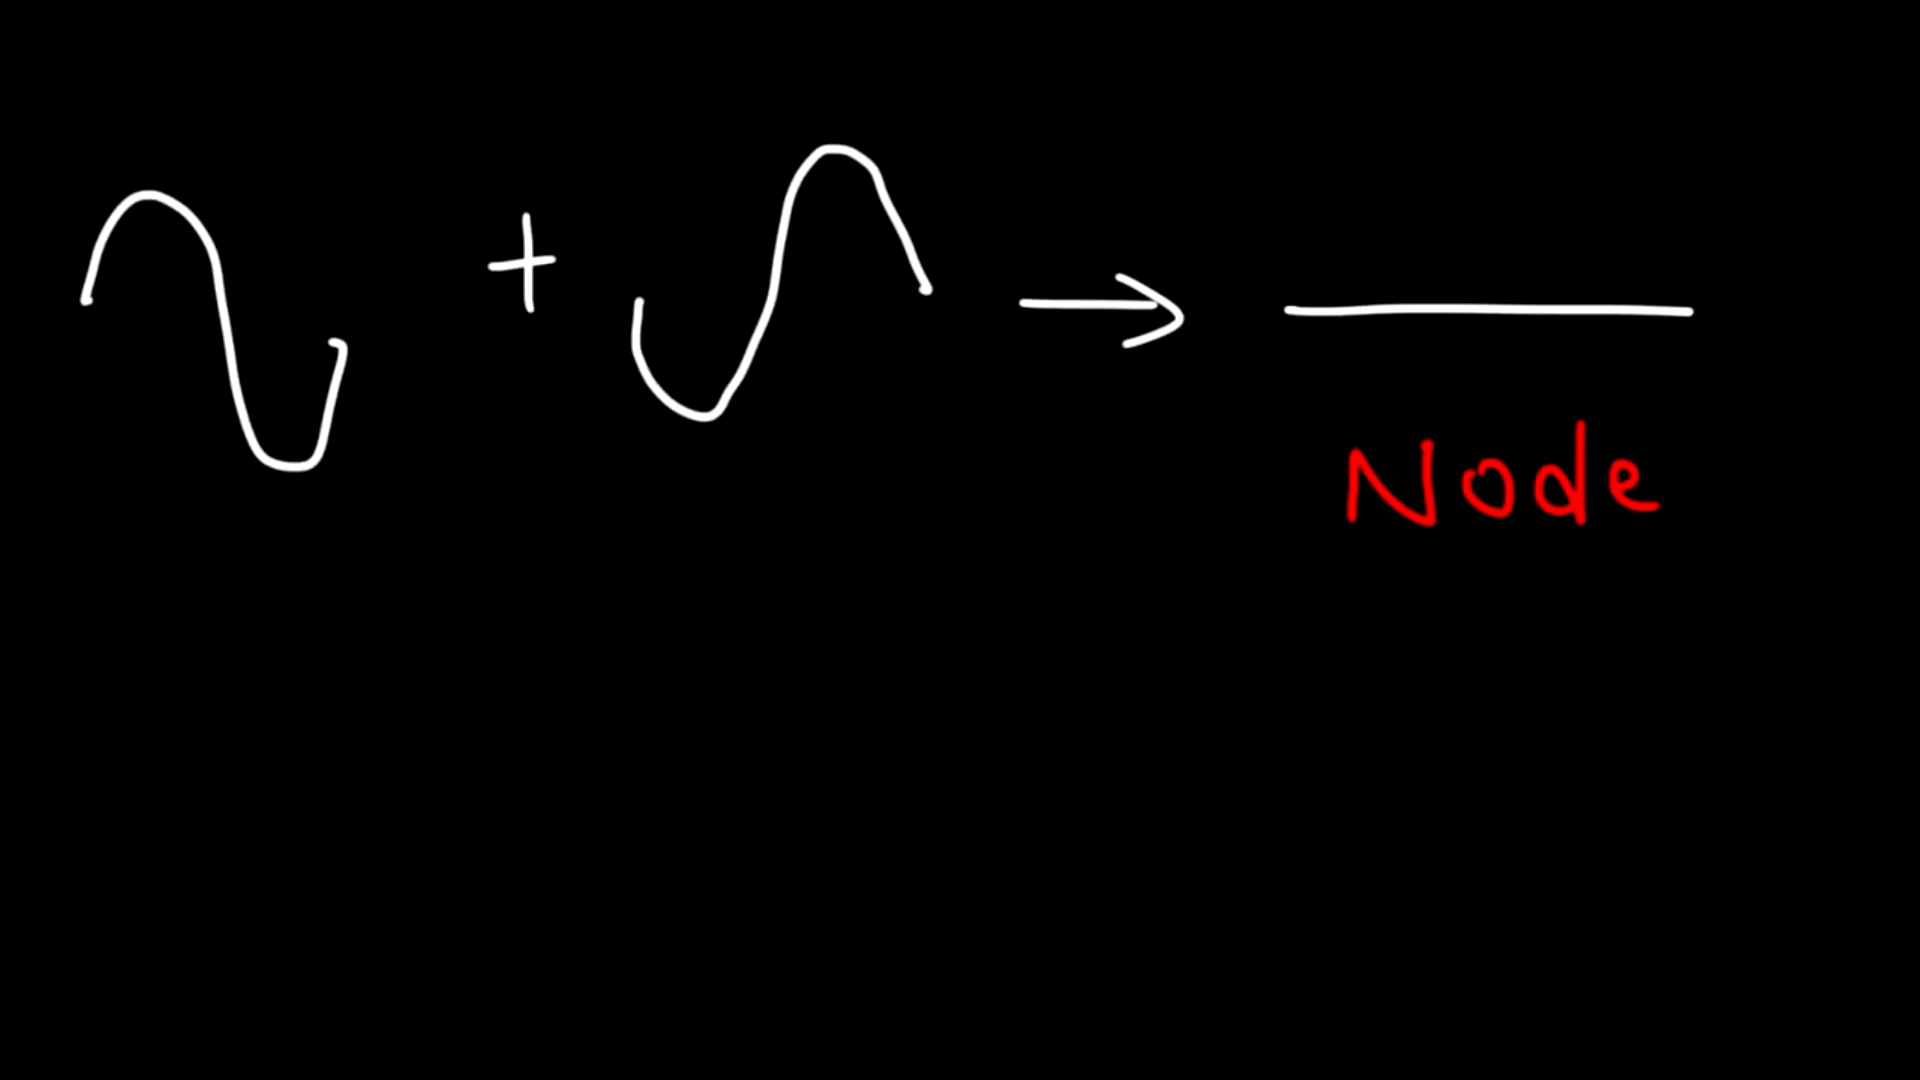 + →
Node